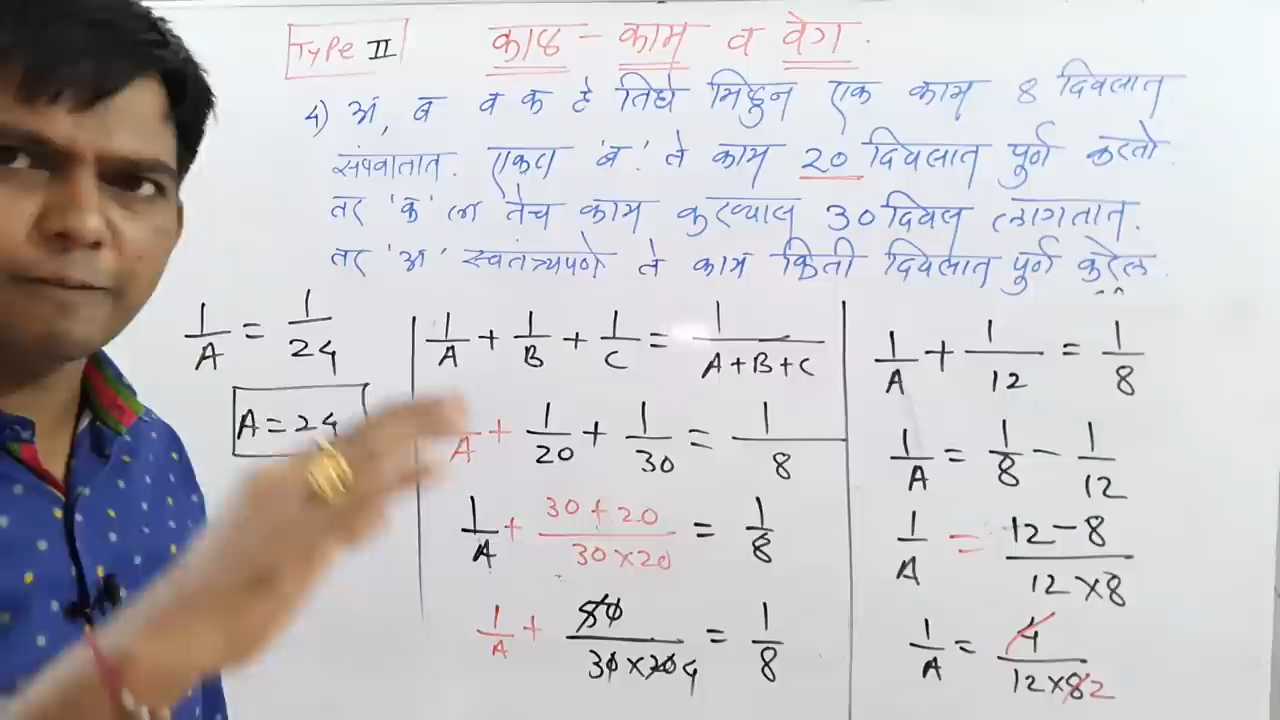 Type II
काळ - काम व वेग.
4) अ, ब व क हे तिघे मिळुन एक काम 8 दिवसात
संपवतात. एकटा 'ब' ते काम 20 दिवसात पुर्ण करतो
तर 'क' ला तेच काम करण्यास 30 दिवस लागतात.
तर 'अ' स्वतंत्र्यपणे ते काम किती दिवसात पुर्ण करेल
1/A = 1/24
A = 24
1/A + 1/B + 1/C = 1/(A+B+C)
/A + 1/20 + 1/30 = 1/8
1/A + (30+20)/(30×20) = 1/8
1/A + 50/(30×20 4) = 1/8
1/A + 1/12 = 1/8
1/A = 1/8 - 1/12
1/A = (12-8)/(12×8)
1/A = 4/(12×8 2)